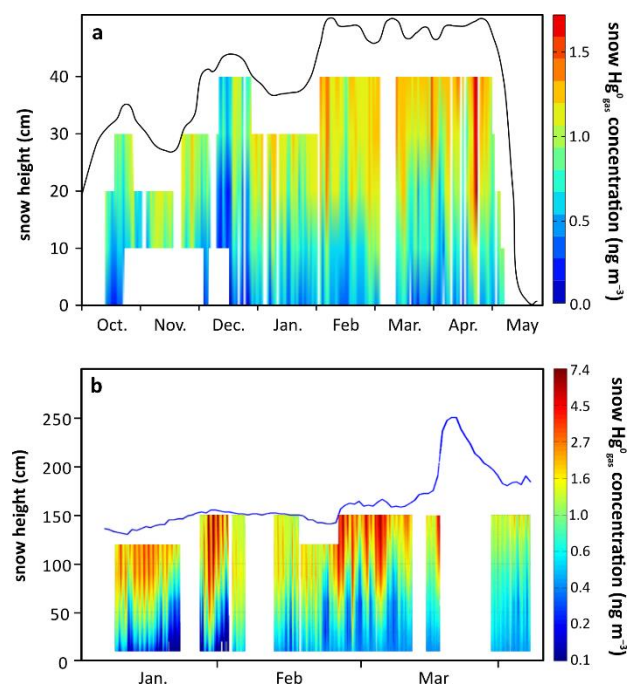 a
snow height (cm)
40
30
20
10
0
Oct.
Nov.
Dec.
Jan.
Feb
Mar.
Apr.
May
1.5
1.0
0.5
0.0
snow Hg⁰gas concentration (ng m⁻³)
b
snow height (cm)
250
200
150
100
50
0
Jan.
Feb
Mar
7.4
4.5
2.7
1.6
1.0
0.6
0.4
0.2
0.1
snow Hg⁰gas concentration (ng m⁻³)